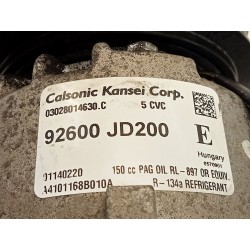 Calsonic Kansei Corp.
03028014630.C 5 CVC
92600 JD200 E
Hungary
01140220 150 cc PAG OIL RL-897 OR EQUIV.
A4101168B010A R-134a REFRIGERANT